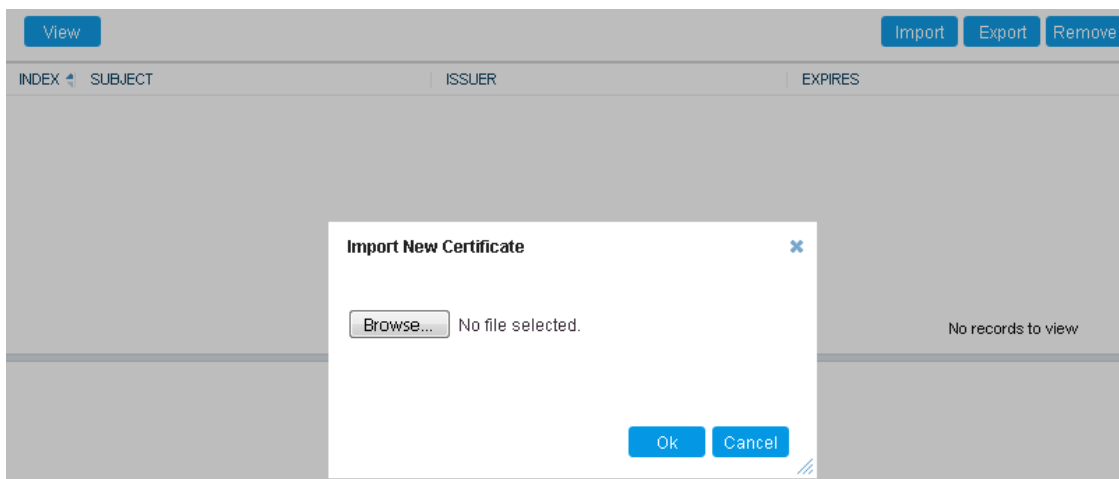 View Import Export Remove
INDEX SUBJECT ISSUER EXPIRES
Import New Certificate
Browse... No file selected.
No records to view
Ok Cancel